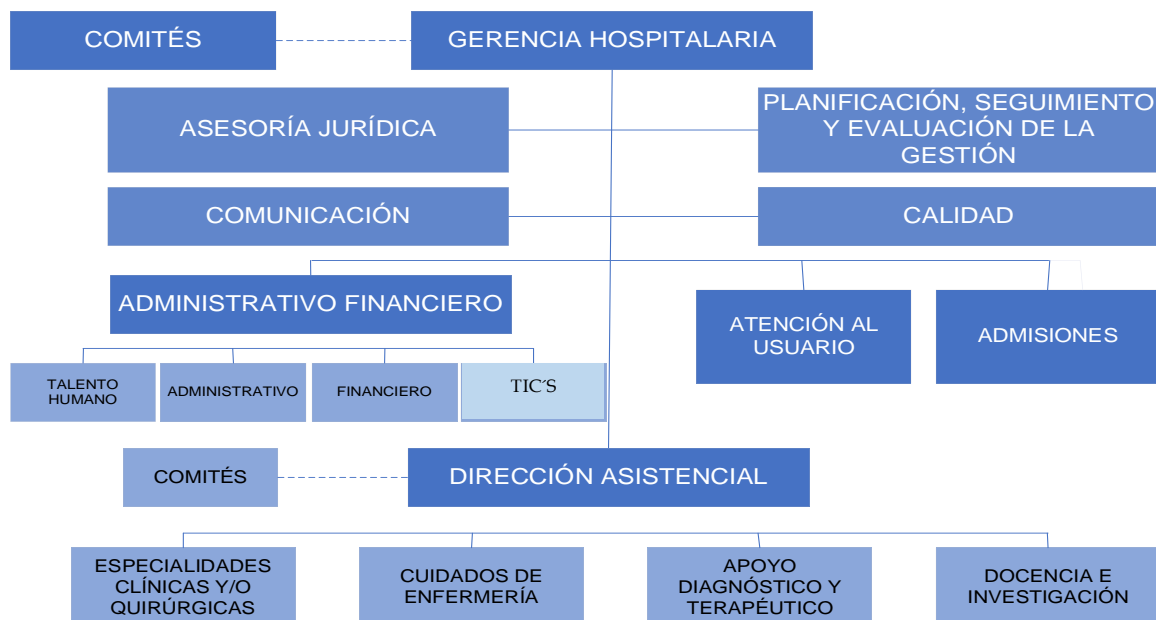 COMITÉS
GERENCIA HOSPITALARIA
ASESORÍA JURÍDICA
PLANIFICACIÓN, SEGUIMIENTO
Y EVALUACIÓN DE LA
GESTIÓN
COMUNICACIÓN
CALIDAD
ADMINISTRATIVO FINANCIERO
ATENCIÓN AL
USUARIO
ADMISIONES
TALENTO
HUMANO
ADMINISTRATIVO
FINANCIERO
TIC´S
COMITÉS
DIRECCIÓN ASISTENCIAL
ESPECIALIDADES
CLÍNICAS Y/O
QUIRÚRGICAS
CUIDADOS DE
ENFERMERÍA
APOYO
DIAGNÓSTICO Y
TERAPÉUTICO
DOCENCIA E
INVESTIGACIÓN